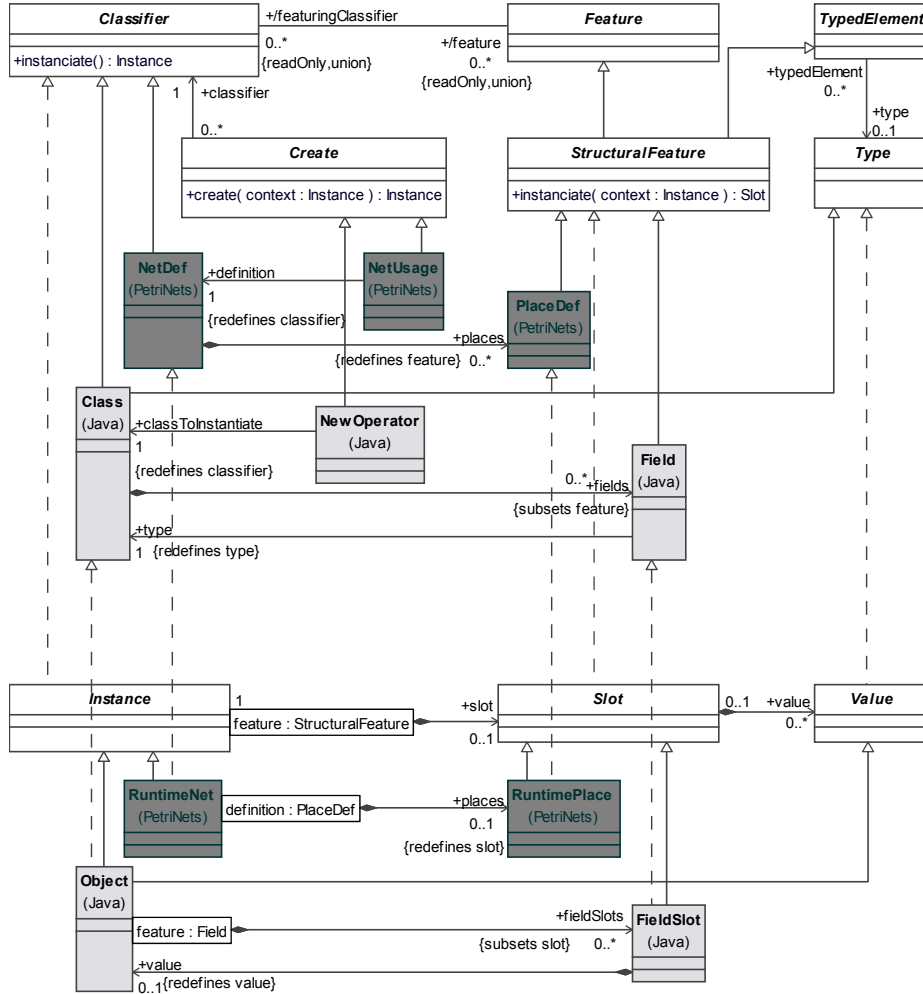 Classifier
+/featuringClassifier
Feature
TypedElement
+instanciate() : Instance
0..*
{readOnly,union}
+/feature
0..*
{readOnly,union}
+typedElement
0..*
+type
0..1
1
+classifier
0..*
Create
StructuralFeature
Type
+create( context : Instance ) : Instance
+instanciate( context : Instance ) : Slot
NetDef
(PetriNets)
+definition
1
NetUsage
(PetriNets)
{redefines classifier}
PlaceDef
(PetriNets)
+places
{redefines feature}
0..*
Class
(Java)
+classToInstantiate
1
NewOperator
(Java)
{redefines classifier}
Field
(Java)
0..*
+fields
{subsets feature}
+type
1
{redefines type}
Instance
1
feature : StructuralFeature
+slot
0..1
Slot
0..1
+value
0..*
Value
RuntimeNet
(PetriNets)
definition : PlaceDef
+places
0..1
{redefines slot}
RuntimePlace
(PetriNets)
Object
(Java)
feature : Field
+fieldSlots
{subsets slot}
0..*
FieldSlot
(Java)
+value
0..1
{redefines value}